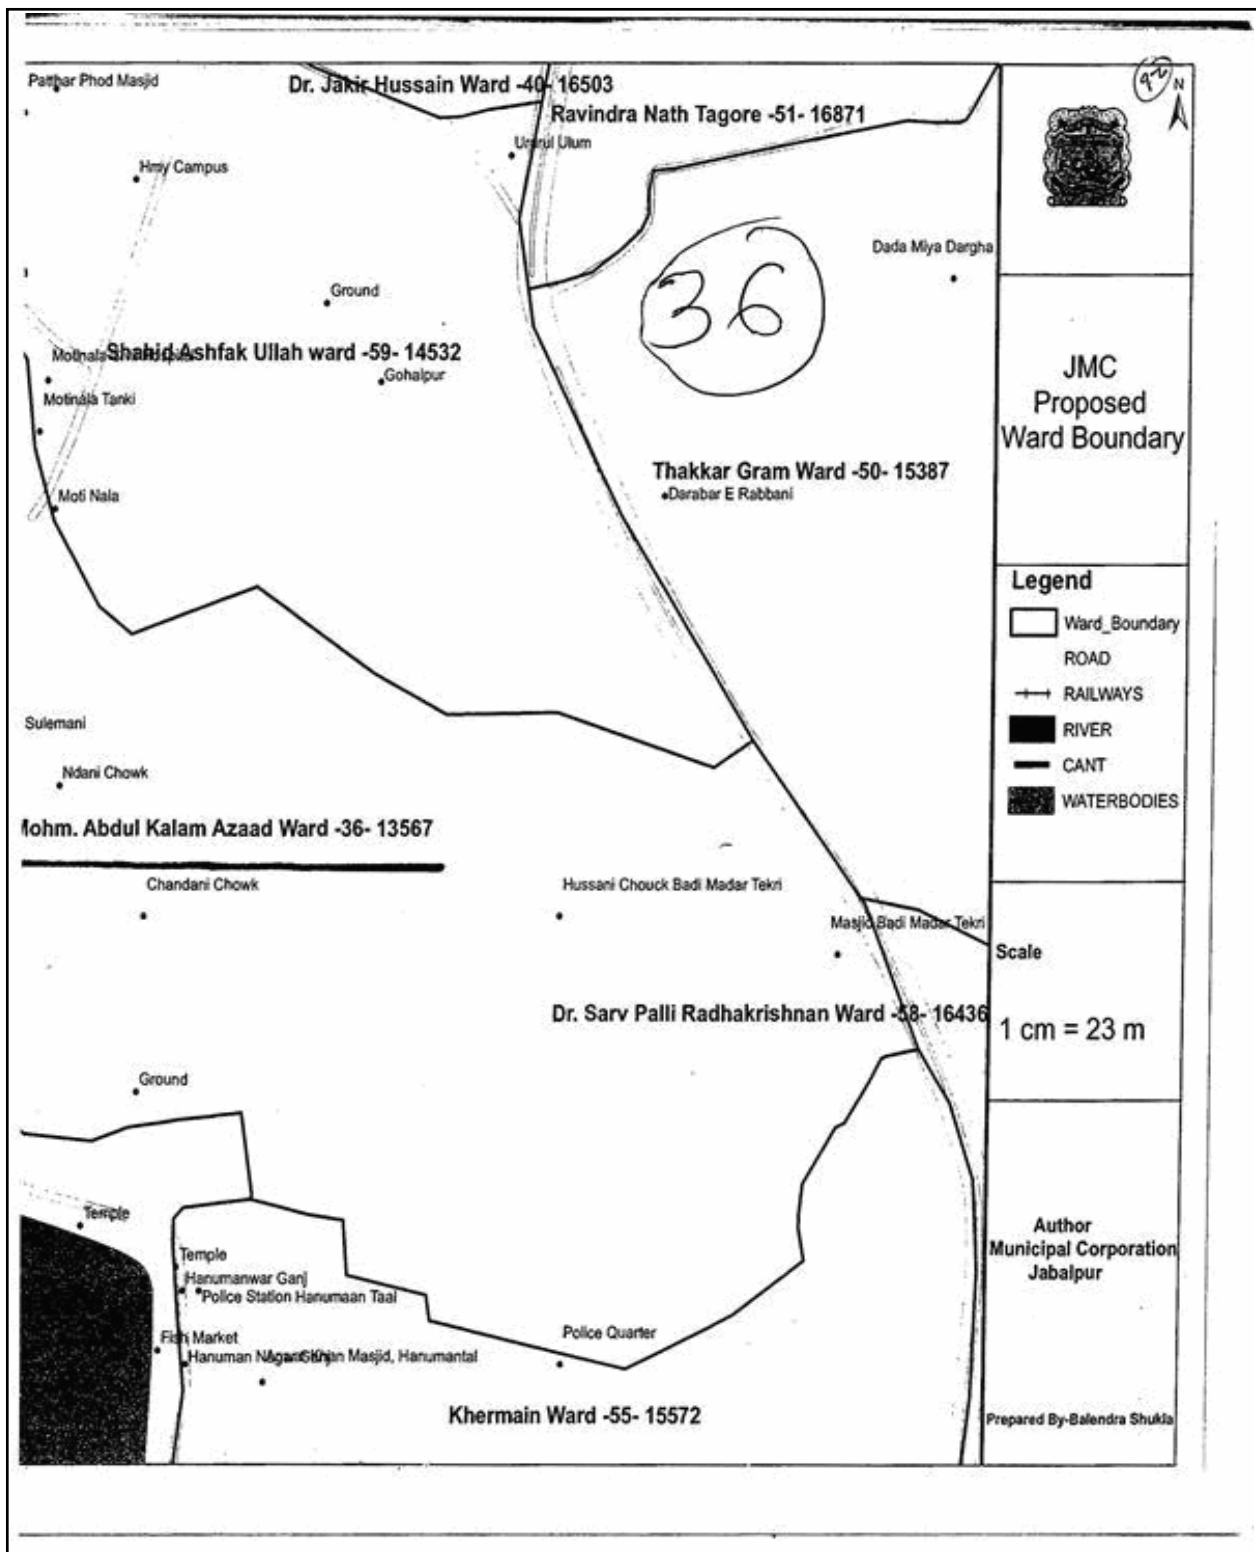 Patthar Phod Masjid
Dr. Jakir Hussain Ward -40- 16503
Ravindra Nath Tagore -51- 16871
92
N
Ulum
Hmy Campus
Dada Miya Dargha
36
Ground
Shahid Ashfak Ullah ward -59- 14532
Gohalpur
Motinala Tanki
JMC
Proposed
Ward Boundary
Thakkar Gram Ward -50- 15387
Darabar E Rabbani
Moti Nala
Legend
Ward_Boundary
ROAD
RAILWAYS
RIVER
CANT
WATERBODIES
Sulemani
Ndani Chowk
Mohm. Abdul Kalam Azaad Ward -36- 13567
Chandani Chowk
Hussani Chouck Badi Madar Tekri
Masjid Badi Madar Tekri
Scale
Dr. Sarv Palli Radhakrishnan Ward -58- 16436
1 cm = 23 m
Ground
Temple
Author
Municipal Corporation
Jabalpur
Temple
Hanumanwar Ganj
Police Station Hanumaan Taal
Fish Market
Police Quarter
Hanuman
Khan Masjid, Hanumantal
Khermain Ward -55- 15572
Prepared By-Balendra Shukla